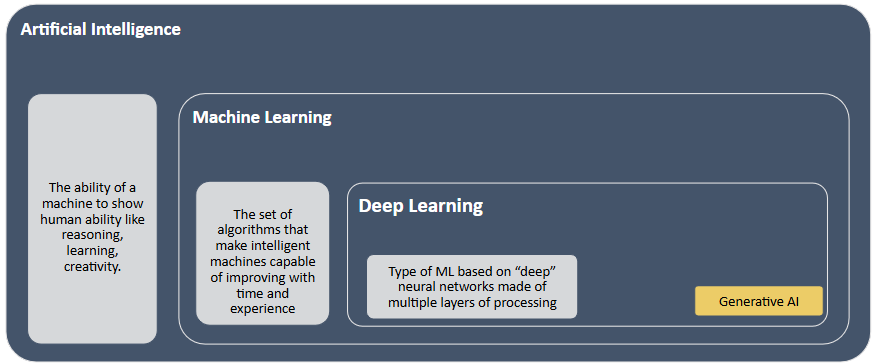 Artificial Intelligence
The ability of a
machine to show
human ability like
reasoning,
learning,
creativity.
Machine Learning
The set of
algorithms that
make intelligent
machines capable
of improving with
time and
experience
Deep Learning
Type of ML based on “deep”
neural networks made of
multiple layers of processing
Generative AI